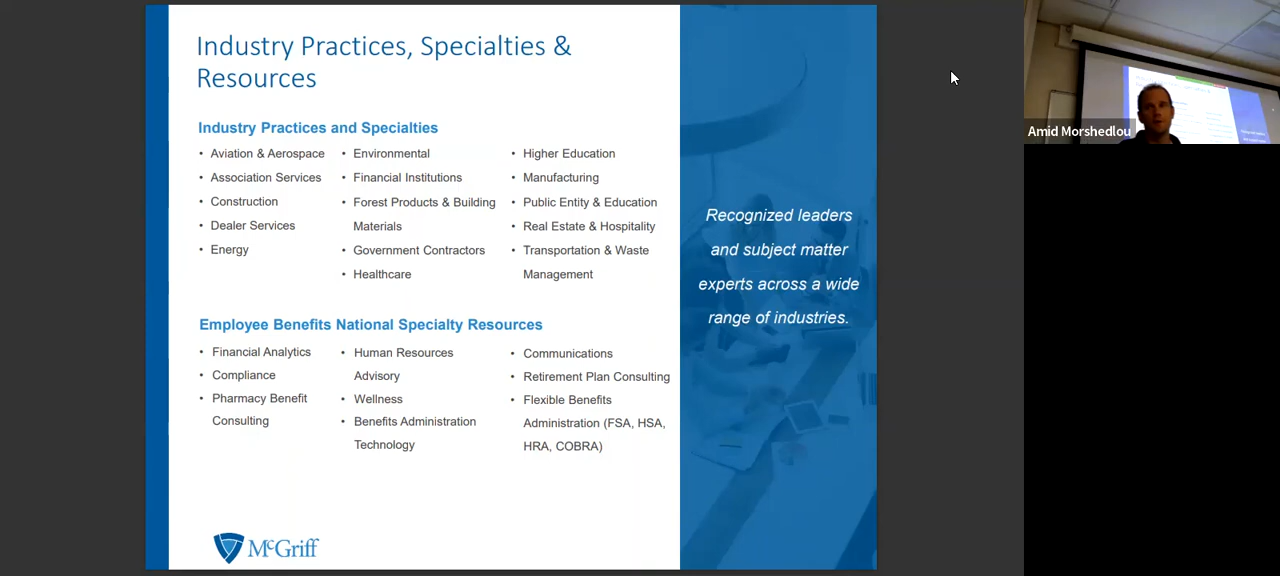 Industry Practices, Specialties &
Resources
Industry Practices and Specialties
• Aviation & Aerospace
• Association Services
• Construction
• Dealer Services
• Energy
• Environmental
• Financial Institutions
• Forest Products & Building
Materials
• Government Contractors
• Healthcare
• Higher Education
• Manufacturing
• Public Entity & Education
• Real Estate & Hospitality
• Transportation & Waste
Management
Employee Benefits National Specialty Resources
• Financial Analytics
• Compliance
• Pharmacy Benefit
Consulting
• Human Resources
Advisory
• Wellness
• Benefits Administration
Technology
• Communications
• Retirement Plan Consulting
• Flexible Benefits
Administration (FSA, HSA,
HRA, COBRA)
McGriff
Recognized leaders
and subject matter
experts across a wide
range of industries.
Amid Morshedlou